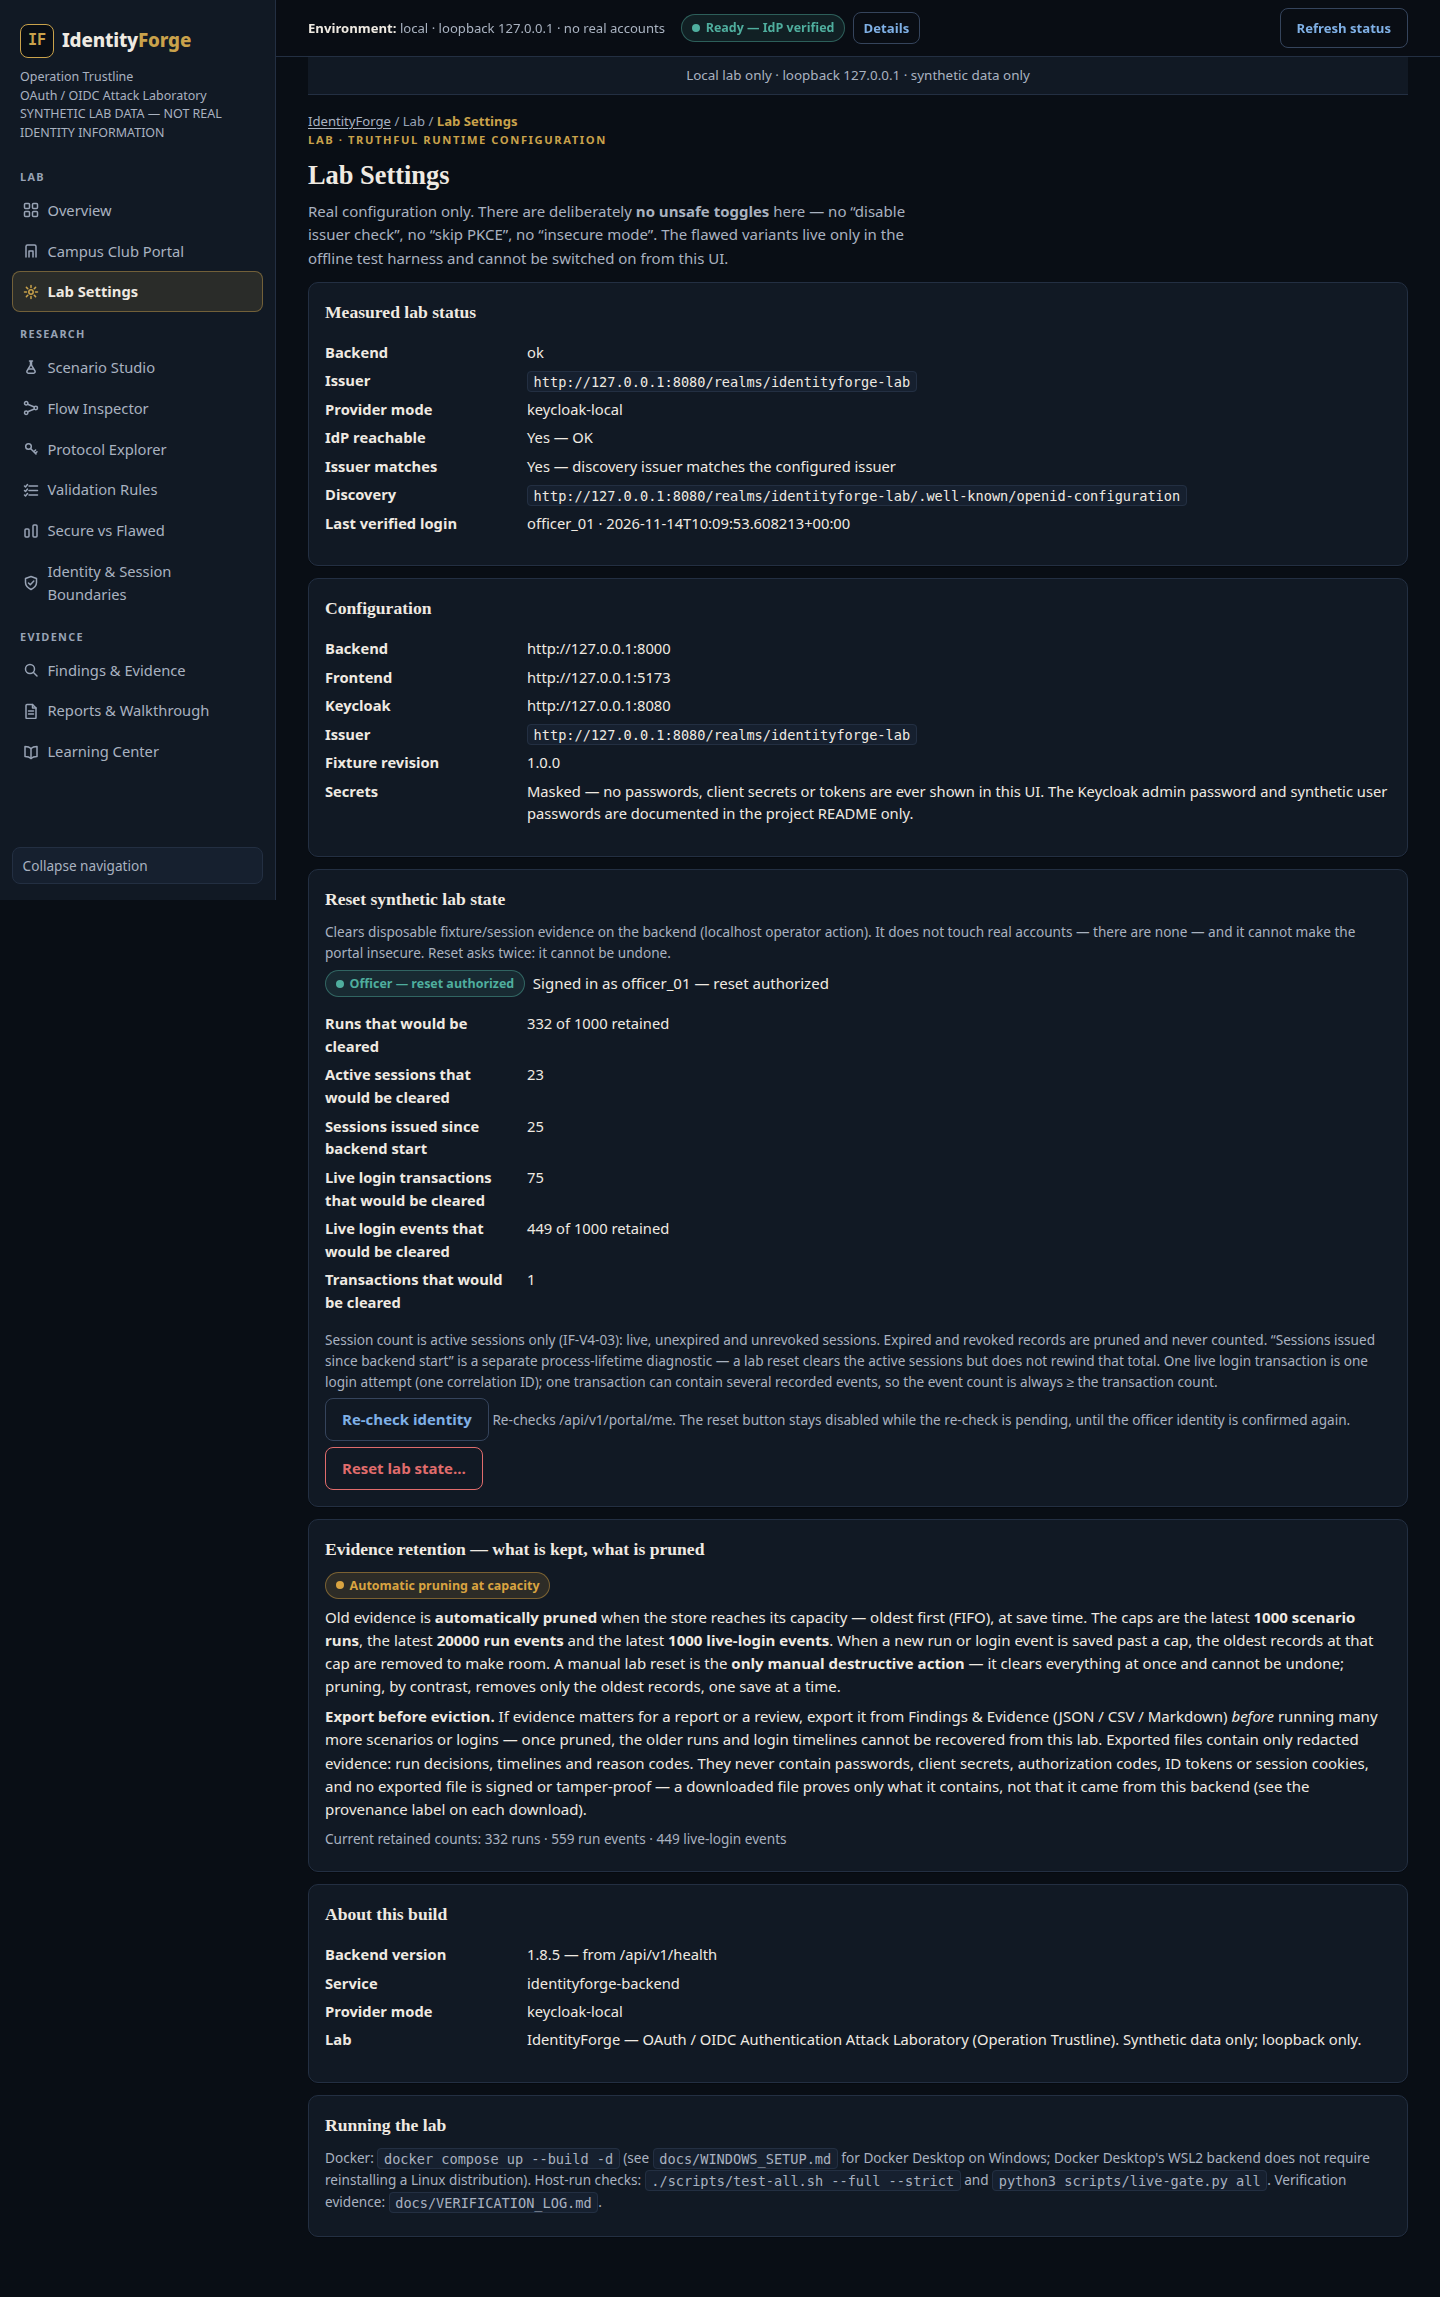 IF IdentityForge
Operation Trustline
OAuth / OIDC Attack Laboratory
SYNTHETIC LAB DATA — NOT REAL
IDENTITY INFORMATION
LAB
Overview
Campus Club Portal
Lab Settings
RESEARCH
Scenario Studio
Flow Inspector
Protocol Explorer
Validation Rules
Secure vs Flawed
Identity & Session
Boundaries
EVIDENCE
Findings & Evidence
Reports & Walkthrough
Learning Center
Collapse navigation
Environment: local · loopback 127.0.0.1 · no real accounts Ready — IdP verified Details Refresh status
Local lab only · loopback 127.0.0.1 · synthetic data only
IdentityForge / Lab / Lab Settings
LAB · TRUTHFUL RUNTIME CONFIGURATION
Lab Settings
Real configuration only. There are deliberately no unsafe toggles here — no “disable
issuer check”, no “skip PKCE”, no “insecure mode”. The flawed variants live only in the
offline test harness and cannot be switched on from this UI.
Measured lab status
Backend ok
Issuer http://127.0.0.1:8080/realms/identityforge-lab
Provider mode keycloak-local
IdP reachable Yes — OK
Issuer matches Yes — discovery issuer matches the configured issuer
Discovery http://127.0.0.1:8080/realms/identityforge-lab/.well-known/openid-configuration
Last verified login officer_01 · 2026-11-14T10:09:53.608213+00:00
Configuration
Backend http://127.0.0.1:8000
Frontend http://127.0.0.1:5173
Keycloak http://127.0.0.1:8080
Issuer http://127.0.0.1:8080/realms/identityforge-lab
Fixture revision 1.0.0
Secrets Masked — no passwords, client secrets or tokens are ever shown in this UI. The Keycloak admin password and synthetic user
passwords are documented in the project README only.
Reset synthetic lab state
Clears disposable fixture/session evidence on the backend (localhost operator action). It does not touch real accounts — there are none — and it cannot make the
portal insecure. Reset asks twice: it cannot be undone.
Officer — reset authorized Signed in as officer_01 — reset authorized
Runs that would be 332 of 1000 retained
cleared
Active sessions that 23
would be cleared
Sessions issued since 25
backend start
Live login transactions 75
that would be cleared
Live login events that 449 of 1000 retained
would be cleared
Transactions that would 1
be cleared
Session count is active sessions only (IF-V4-03): live, unexpired and unrevoked sessions. Expired and revoked records are pruned and never counted. “Sessions issued
since backend start” is a separate process-lifetime diagnostic — a lab reset clears the active sessions but does not rewind that total. One live login transaction is one
login attempt (one correlation ID); one transaction can contain several recorded events, so the event count is always ≥ the transaction count.
Re-check identity Re-checks /api/v1/portal/me. The reset button stays disabled while the re-check is pending, until the officer identity is confirmed again.
Reset lab state…
Evidence retention — what is kept, what is pruned
Automatic pruning at capacity
Old evidence is automatically pruned when the store reaches its capacity — oldest first (FIFO), at save time. The caps are the latest 1000 scenario
runs, the latest 20000 run events and the latest 1000 live-login events. When a new run or login event is saved past a cap, the oldest records at that
cap are removed to make room. A manual lab reset is the only manual destructive action — it clears everything at once and cannot be undone;
pruning, by contrast, removes only the oldest records, one save at a time.
Export before eviction. If evidence matters for a report or a review, export it from Findings & Evidence (JSON / CSV / Markdown) before running many
more scenarios or logins — once pruned, the older runs and login timelines cannot be recovered from this lab. Exported files contain only redacted
evidence: run decisions, timelines and reason codes. They never contain passwords, client secrets, authorization codes, ID tokens or session cookies,
and no exported file is signed or tamper-proof — a downloaded file proves only what it contains, not that it came from this backend (see the
provenance label on each download).
Current retained counts: 332 runs · 559 run events · 449 live-login events
About this build
Backend version 1.8.5 — from /api/v1/health
Service identityforge-backend
Provider mode keycloak-local
Lab IdentityForge — OAuth / OIDC Authentication Attack Laboratory (Operation Trustline). Synthetic data only; loopback only.
Running the lab
Docker: docker compose up --build -d (see docs/WINDOWS_SETUP.md for Docker Desktop on Windows; Docker Desktop's WSL2 backend does not require
reinstalling a Linux distribution). Host-run checks: ./scripts/test-all.sh --full --strict and python3 scripts/live-gate.py all. Verification
evidence: docs/VERIFICATION_LOG.md.